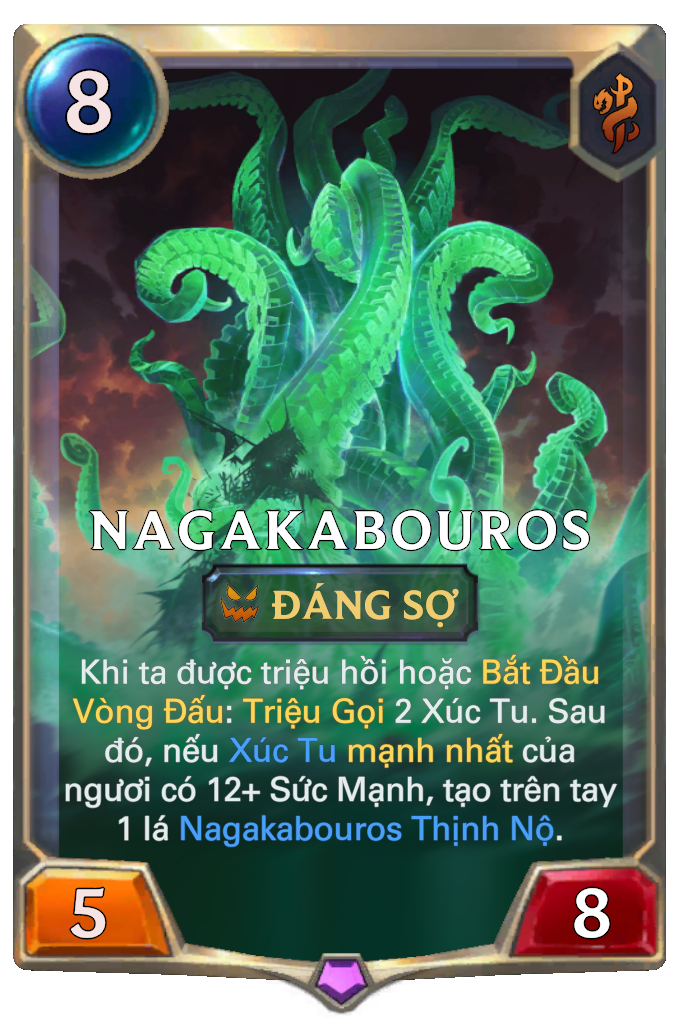 8
NAGAKABOUROS
ĐÁNG SỢ
Khi ta được triệu hồi hoặc Bắt Đầu
Vòng Đấu: Triệu Gọi 2 Xúc Tu. Sau
đó, nếu Xúc Tu mạnh nhất của
ngươi có 12+ Sức Mạnh, tạo trên tay
1 lá Nagakabouros Thịnh Nộ.
5
8